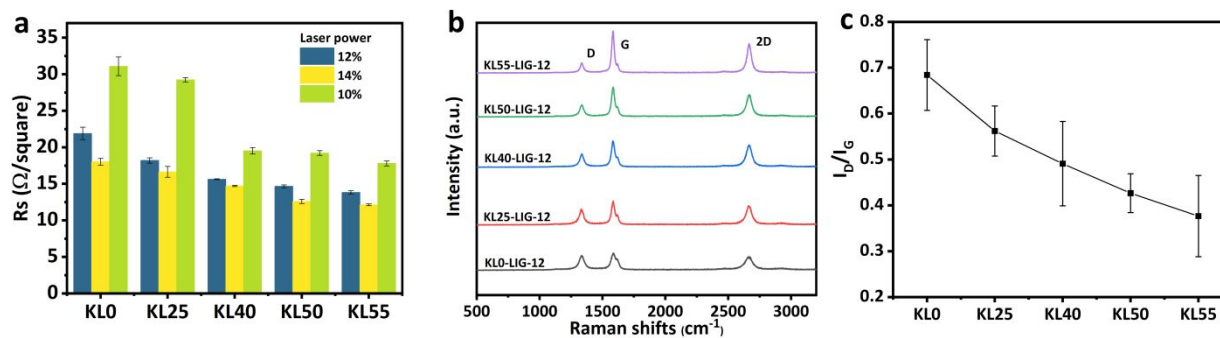 a
Rs (Ω/square)
35
30
25
20
15
10
5
0
Laser power
12%
14%
10%
KL0 KL25 KL40 KL50 KL55
b
Intensity (a.u.)
D G 2D
KL55-LIG-12
KL50-LIG-12
KL40-LIG-12
KL25-LIG-12
KL0-LIG-12
500 1000 1500 2000 2500 3000
Raman shifts (cm⁻¹)
c
I_D/I_G
0.8
0.7
0.6
0.5
0.4
0.3
0.2
KL0 KL25 KL40 KL50 KL55